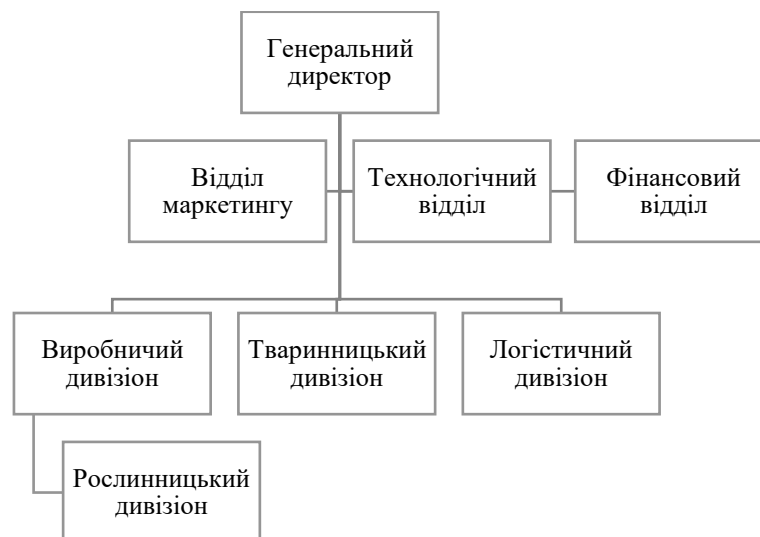 Генеральний
директор
Відділ
маркетингу
Технологічний
відділ
Фінансовий
відділ
Виробничий
дивізіон
Тваринницький
дивізіон
Логістичний
дивізіон
Рослинницький
дивізіон